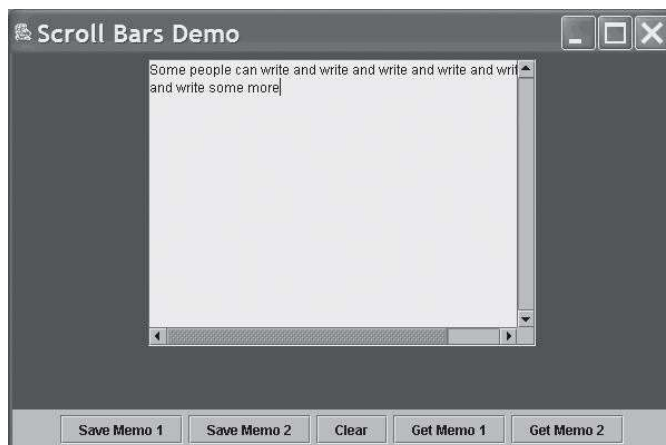 Scroll Bars Demo
Some people can write and write and write and write and writ
and write some more
Save Memo 1
Save Memo 2
Clear
Get Memo 1
Get Memo 2